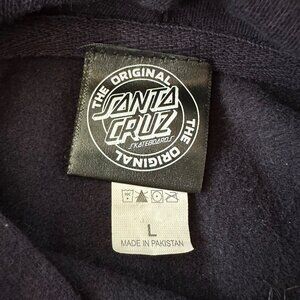 THE ORIGINAL
SANTA
CRUZ
SKATEBOARDS
THE ORIGINAL
L
MADE IN PAKISTAN